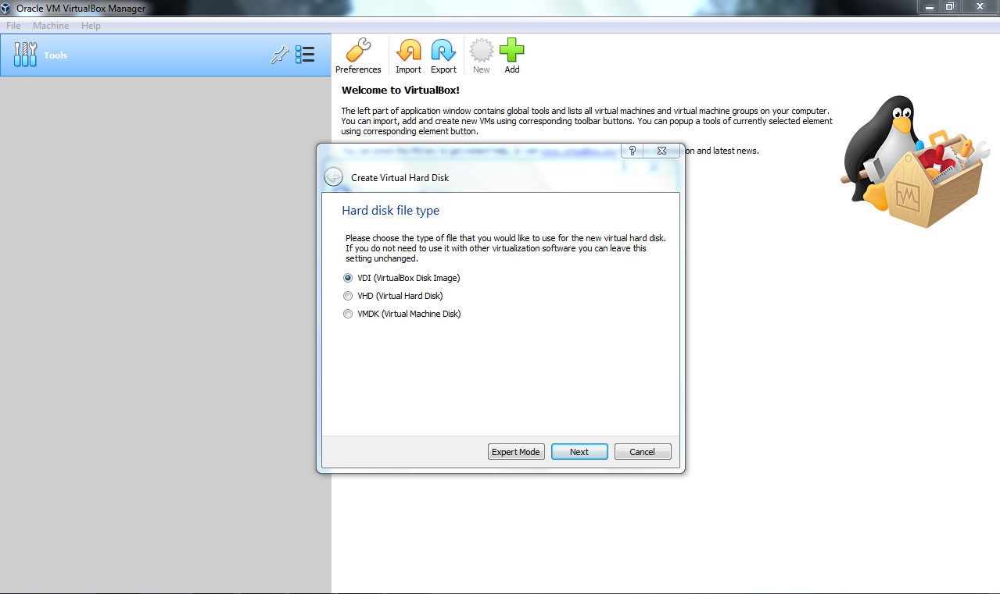 Oracle VM VirtualBox Manager
File Machine Help
Tools
Preferences Import Export New Add
Welcome to VirtualBox!
The left part of application window contains global tools and lists all virtual machines and virtual machine groups on your computer.
You can import, add and create new VMs using corresponding toolbar buttons. You can popup a tools of currently selected element
using corresponding element button.
on and latest news.
?
Create Virtual Hard Disk
Hard disk file type
Please choose the type of file that you would like to use for the new virtual hard disk.
If you do not need to use it with other virtualization software you can leave this
setting unchanged.
VDI (VirtualBox Disk Image)
VHD (Virtual Hard Disk)
VMDK (Virtual Machine Disk)
Expert Mode Next Cancel